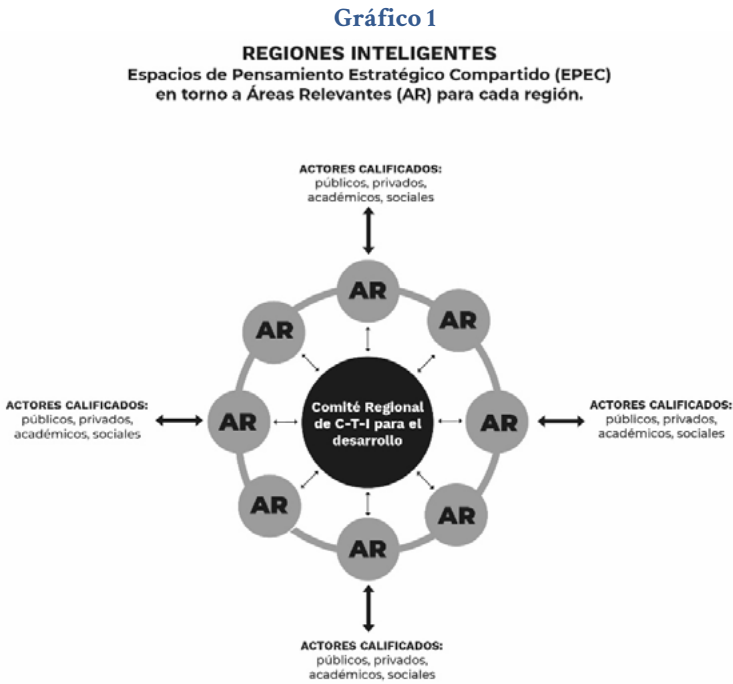 Gráfico 1
REGIONES INTELIGENTES
Espacios de Pensamiento Estratégico Compartido (EPEC)
en torno a Áreas Relevantes (AR) para cada región.
ACTORES CALIFICADOS:
públicos, privados,
académicos, sociales
AR
AR
AR
ACTORES CALIFICADOS:
públicos, privados,
académicos, sociales
AR
Comité Regional
de C-T-I para el
desarrollo
AR
ACTORES CALIFICADOS:
públicos, privados,
académicos, sociales
AR
AR
AR
ACTORES CALIFICADOS:
públicos, privados,
académicos, sociales